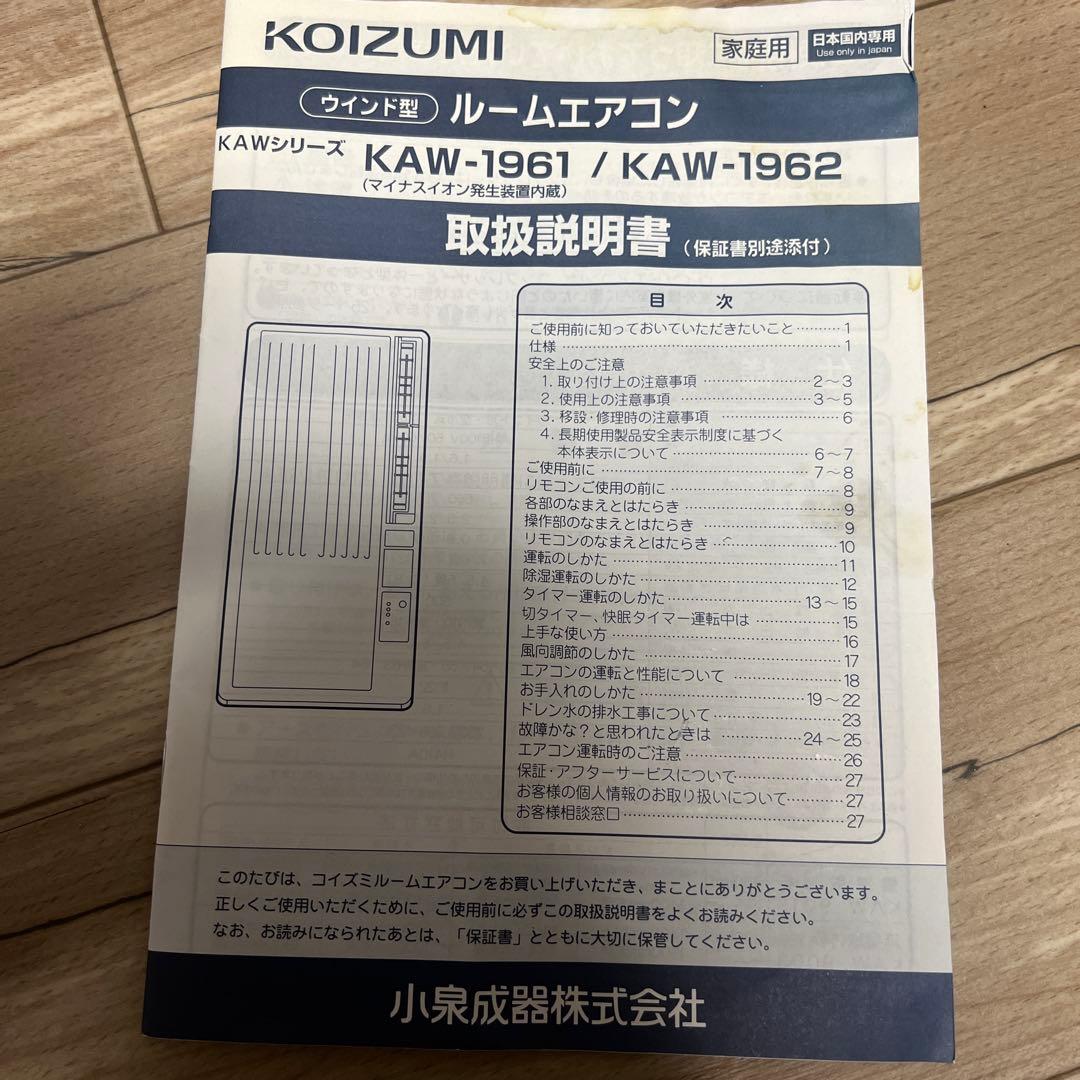 KOIZUMI
家庭用
日本国内専用
Use only in japan
ウインド型 ルームエアコン
KAWシリーズ KAW-1961 / KAW-1962
(マイナスイオン発生装置内蔵)
取扱説明書 (保証書別途添付)
目 次
ご使用前に知っておいていただきたいこと…………1
仕様……………………1
安全上のご注意
1. 取り付け上の注意事項……………………2～3
2. 使用上の注意事項……………………3～5
3. 移設・修理時の注意事項……………………6
4. 長期使用製品安全表示制度に基づく
本体表示について……………………6～7
ご使用前に……………………7～8
リモコンご使用の前に……………………8
各部のなまえとはたらき……………………9
操作部のなまえとはたらき……………………9
リモコンのなまえとはたらき……………………10
運転のしかた……………………11
除湿運転のしかた……………………12
タイマー運転のしかた……………………13～15
切タイマー、快眠タイマー運転中は……………………15
上手な使い方……………………16
風向調節のしかた……………………17
エアコンの運転と性能について……………………18
お手入れのしかた……………………19～22
ドレン水の排水工事について……………………23
故障かな？と思われたときは……………………24～25
エアコン運転時のご注意……………………26
保証・アフターサービスについて……………………27
お客様の個人情報のお取り扱いについて…………27
お客様相談窓口……………………27
このたびは、コイズミルームエアコンをお買い上げいただき、まことにありがとうございます。
正しくご使用いただくために、ご使用前に必ずこの取扱説明書をよくお読みください。
なお、お読みになられたあとは、「保証書」とともに大切に保管してください。
小泉成器株式会社